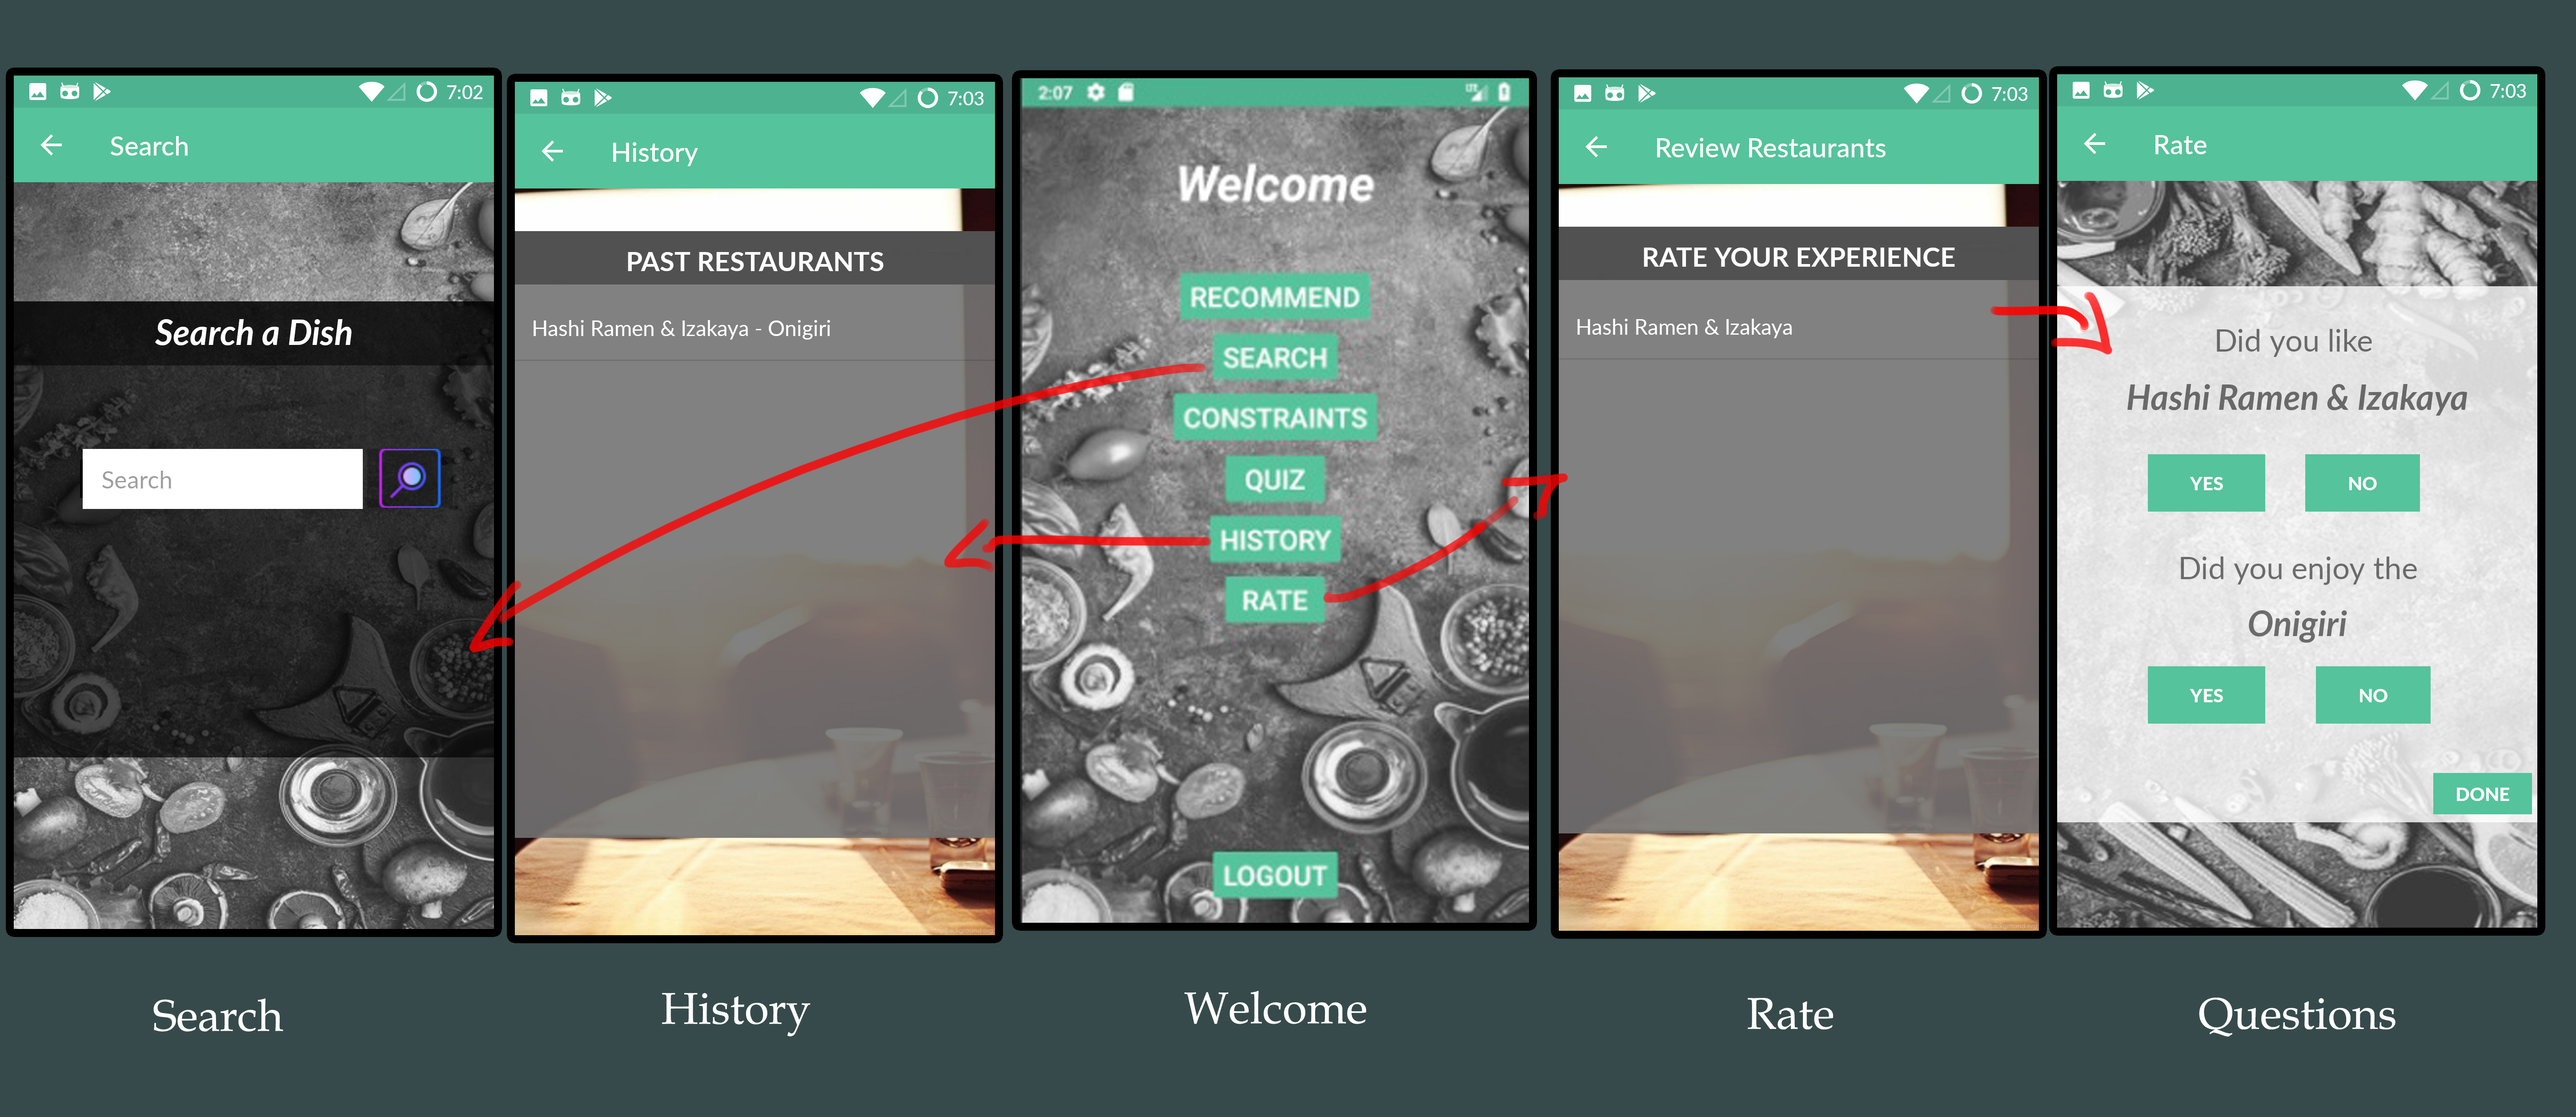 7:02
Search
Search a Dish
Search
Search
7:03
History
PAST RESTAURANTS
Hashi Ramen & Izakaya - Onigiri
History
2:07
LTE
Welcome
RECOMMEND
SEARCH
CONSTRAINTS
QUIZ
HISTORY
RATE
LOGOUT
Welcome
7:03
Review Restaurants
RATE YOUR EXPERIENCE
Hashi Ramen & Izakaya
Rate
7:03
Rate
Did you like
Hashi Ramen & Izakaya
YES NO
Did you enjoy the
Onigiri
YES NO
DONE
Questions